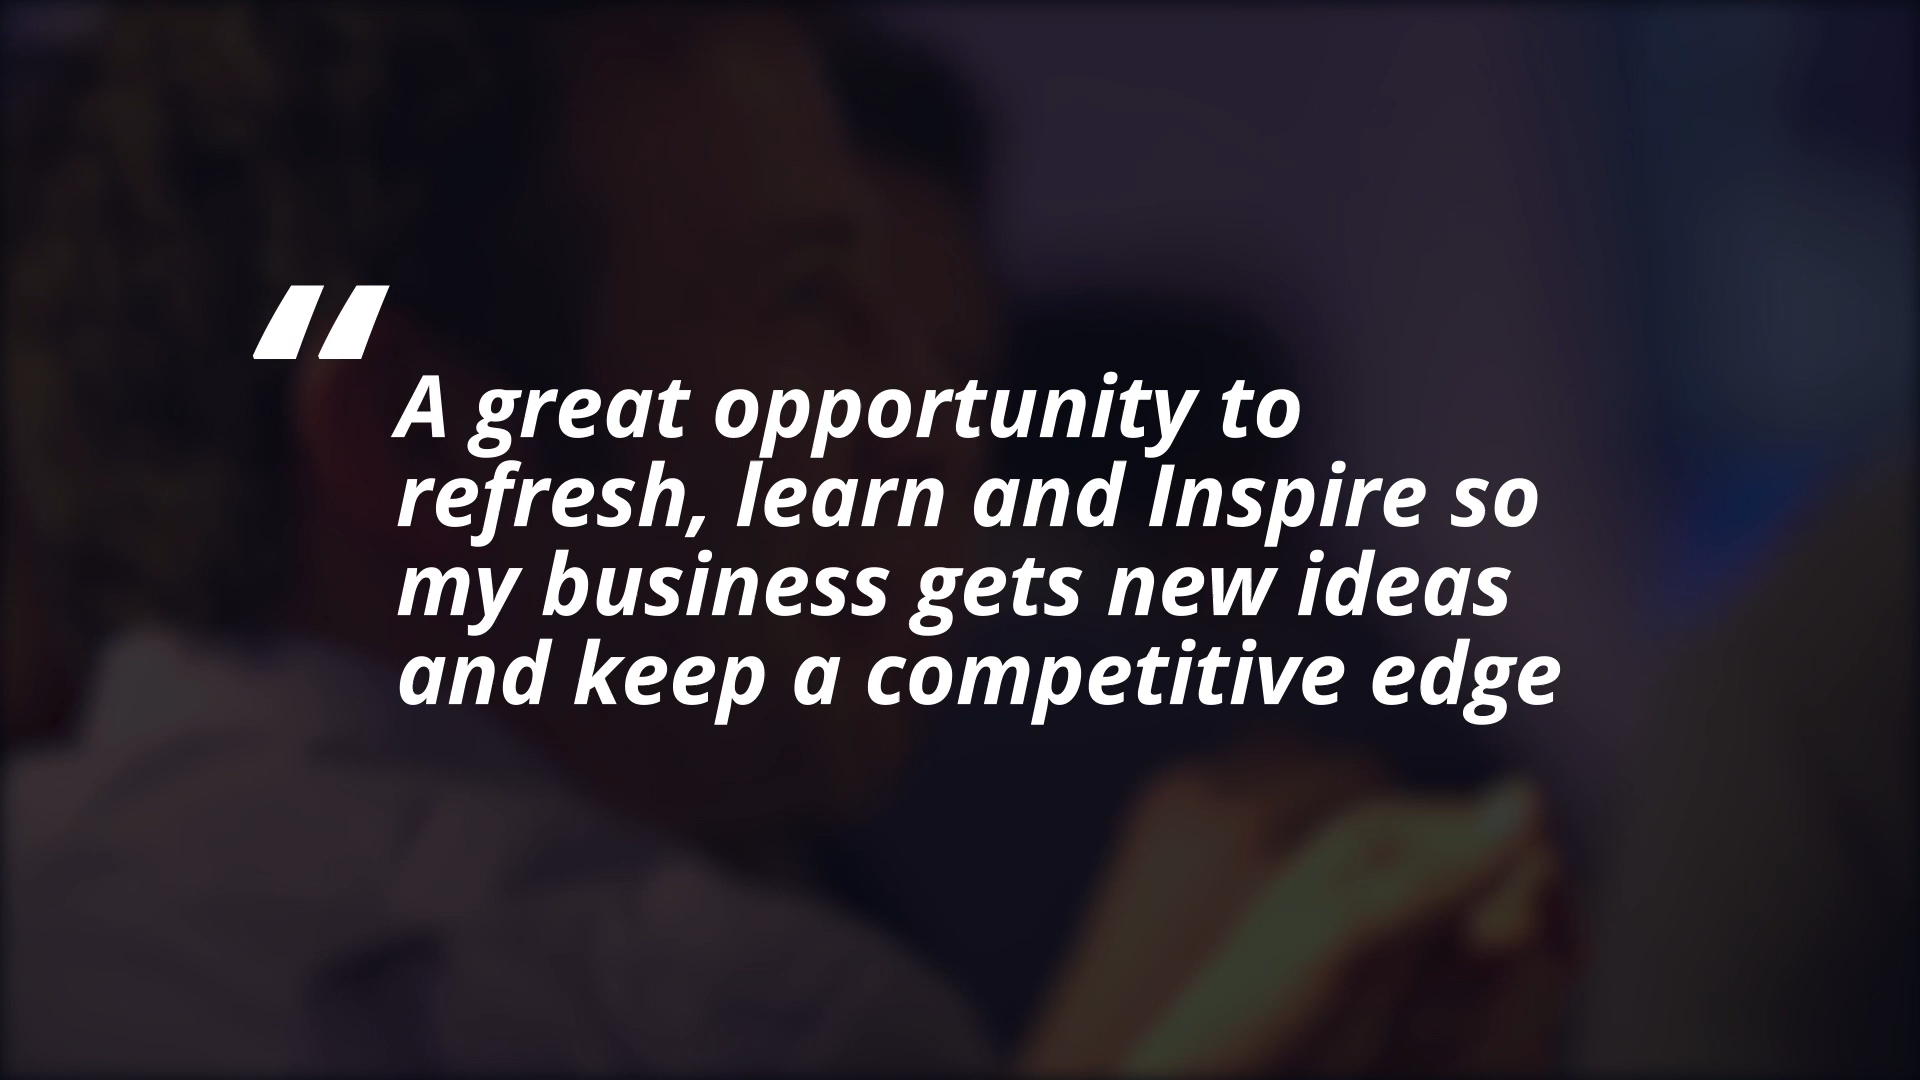 “
A great opportunity to
refresh, learn and Inspire so
my business gets new ideas
and keep a competitive edge